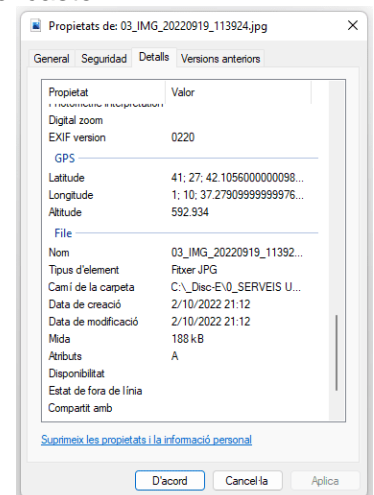 Propietats de: 03_IMG_20220919_113924.jpg
General Seguridad Detalls Versions anteriors
Propietat Valor
Digital zoom
EXIF version 0220
GPS
Latitude 41; 27; 42.1056000000098...
Longitude 1; 10; 37.27909999999976...
Altitude 592.934
File
Nom 03_IMG_20220919_11392...
Tipus d'element Fitxer JPG
Camí de la carpeta C:\_Disc-E\0_SERVEIS U...
Data de creació 2/10/2022 21:12
Data de modificació 2/10/2022 21:12
Mida 188 kB
Atributs A
Disponibilitat
Estat de fora de línia
Compartit amb
Suprimeix les propietats i la informació personal
D'acord Cancel·la Aplica